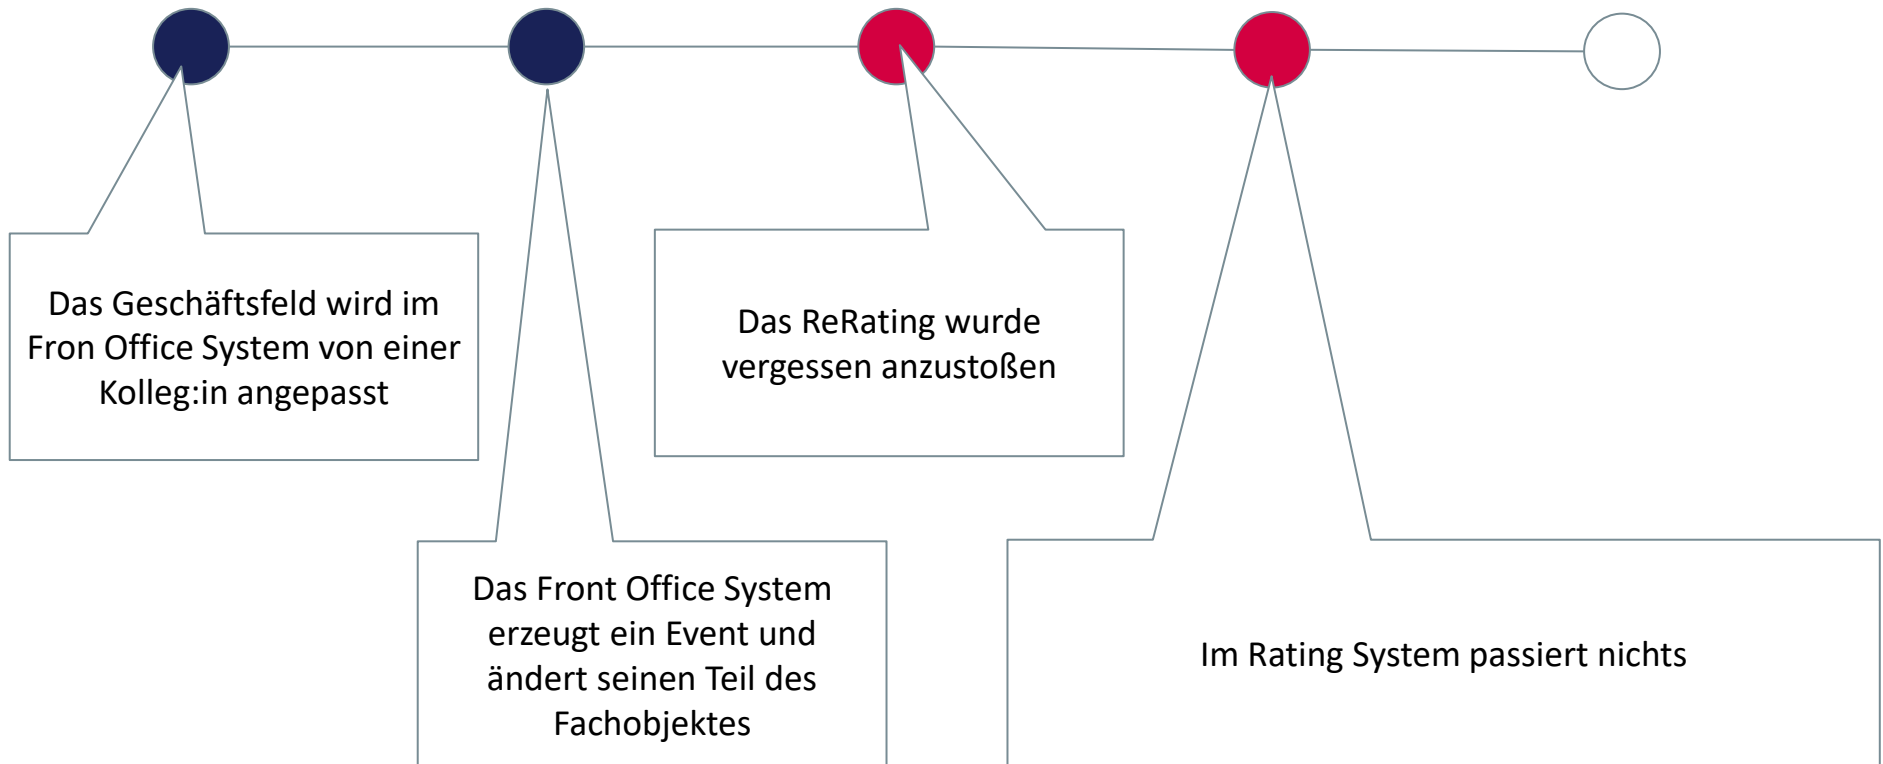 Das Geschäftsfeld wird im
Fron Office System von einer
Kolleg:in angepasst
Das Front Office System
erzeugt ein Event und
ändert seinen Teil des
Fachobjektes
Das ReRating wurde
vergessen anzustoßen
Im Rating System passiert nichts